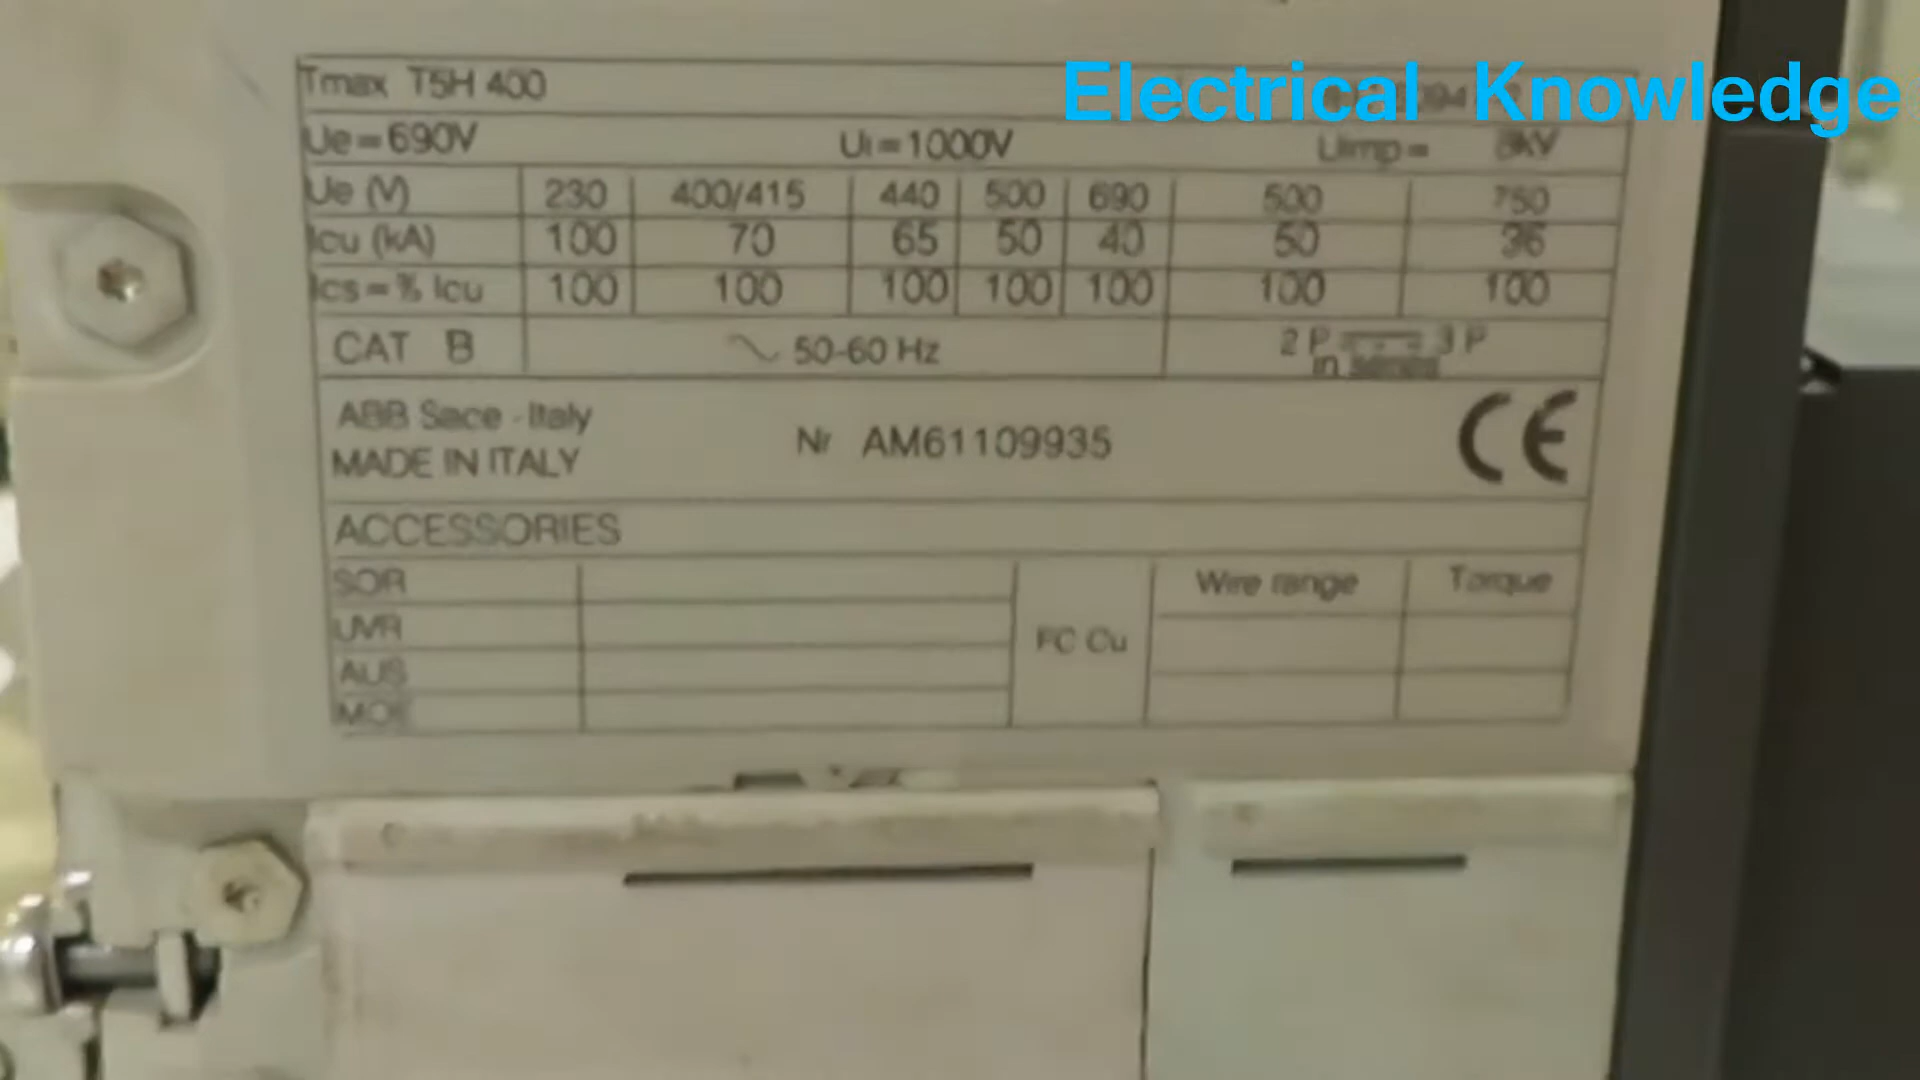 Electrical Knowledge
Tmax T5H 400
Ue=690V Ui=1000V Uimp= 8kV
Ue (V) 230 400/415 440 500 690 500 750
Icu (kA) 100 70 65 50 40 50 36
Ics=% Icu 100 100 100 100 100 100 100
CAT B 50-60 Hz 2 P 3 P
in series
ABB Sace - Italy
MADE IN ITALY
Nr AM61109935
CE
ACCESSORIES
SOR
UVR
AUS
MOE
FC Cu
Wire range Torque